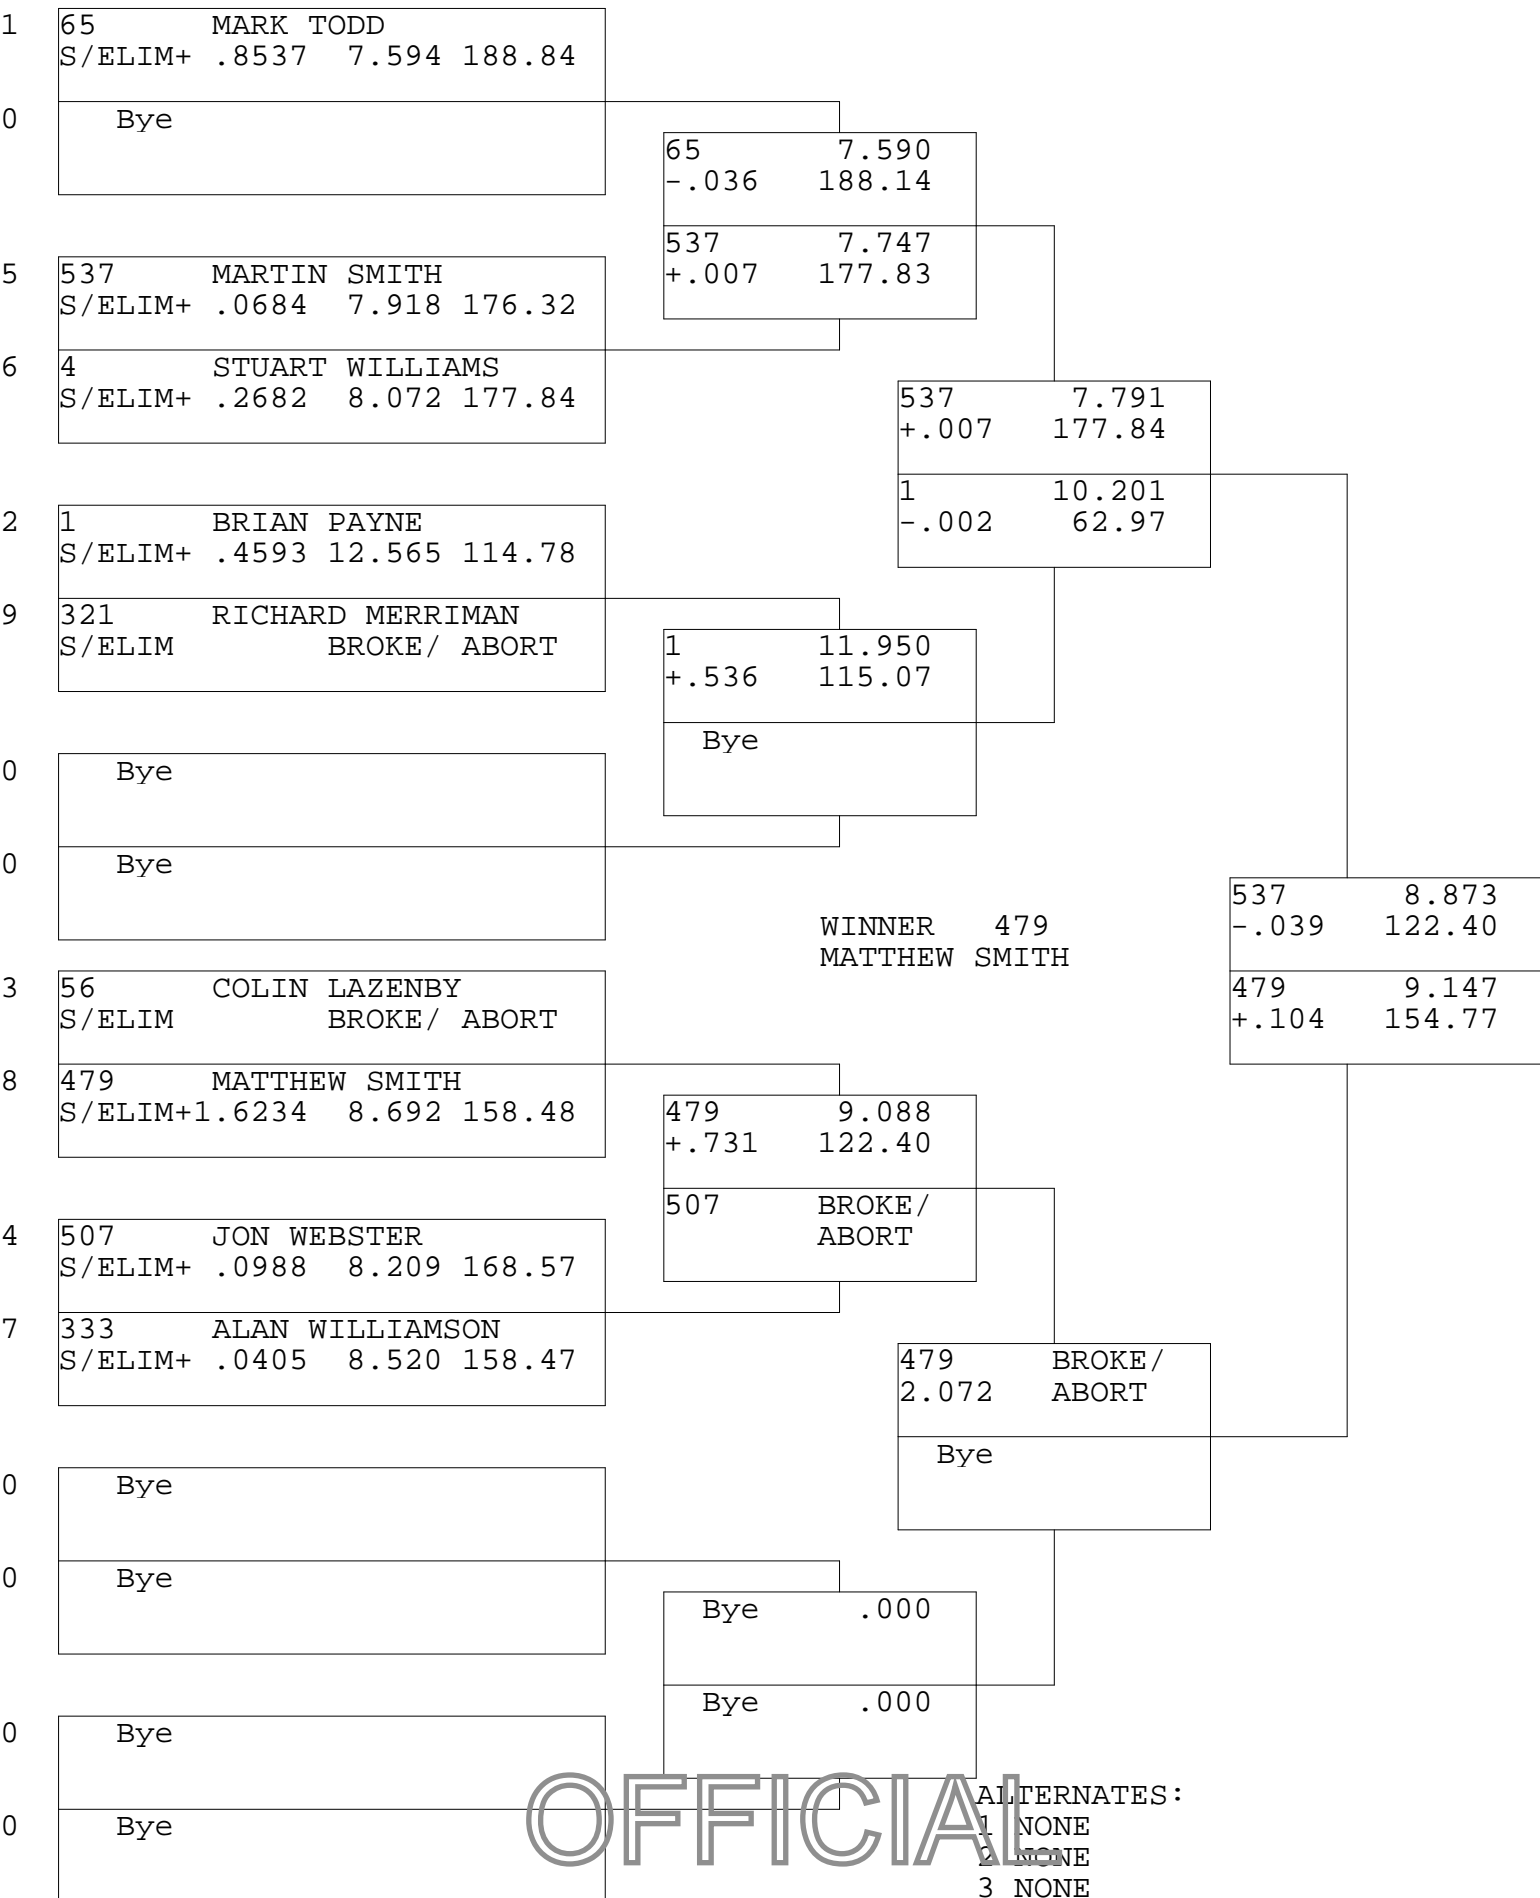 1 65 MARK TODD
S/ELIM+ .8537 7.594 188.84
0 Bye
65 7.590
-.036 188.14
537 7.747
+.007 177.83
5 537 MARTIN SMITH
S/ELIM+ .0684 7.918 176.32
6 4 STUART WILLIAMS
S/ELIM+ .2682 8.072 177.84
537 7.791
+.007 177.84
1 10.201
-.002 62.97
2 1 BRIAN PAYNE
S/ELIM+ .4593 12.565 114.78
9 321 RICHARD MERRIMAN
S/ELIM BROKE/ ABORT
1 11.950
+.536 115.07
Bye
0 Bye
0 Bye
WINNER 479
MATTHEW SMITH
537 8.873
-.039 122.40
479 9.147
+.104 154.77
3 56 COLIN LAZENBY
S/ELIM BROKE/ ABORT
8 479 MATTHEW SMITH
S/ELIM+1.6234 8.692 158.48
479 9.088
+.731 122.40
507 BROKE/
ABORT
4 507 JON WEBSTER
S/ELIM+ .0988 8.209 168.57
7 333 ALAN WILLIAMSON
S/ELIM+ .0405 8.520 158.47
479 BROKE/
2.072 ABORT
Bye
0 Bye
0 Bye
Bye .000
Bye .000
0 Bye
0 Bye
OFFICIAL
ALTERNATES:
1 NONE
2 NONE
3 NONE